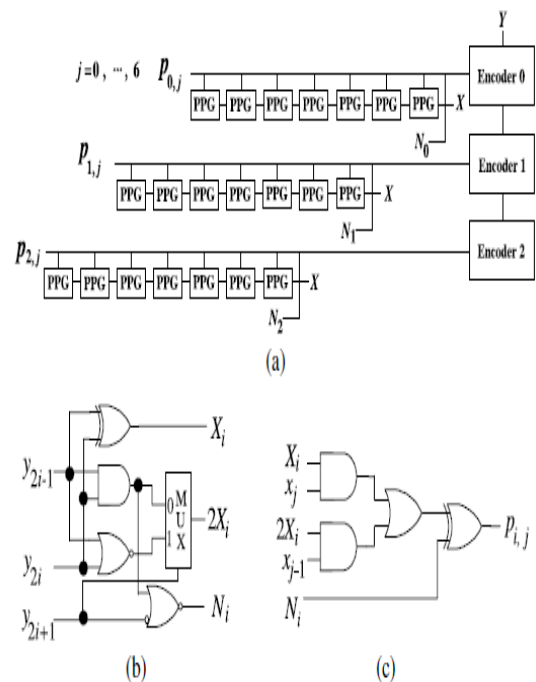 Y
j=0 , ··· , 6 p0,j Encoder 0
PPG PPG PPG PPG PPG PPG PPG X
N0
p1,j Encoder 1
PPG PPG PPG PPG PPG PPG PPG X
N1
p2,j Encoder 2
PPG PPG PPG PPG PPG PPG PPG X
N2
(a)
y2i-1
y2i
y2i+1
0
1
M
U
X
Xi
2Xi
Ni
(b)
Xi
xj
2Xi
xj-1
Ni
pi, j
(c)